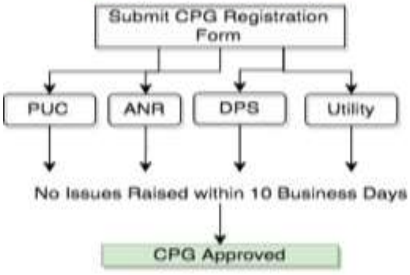 Submit CPG Registration
Form
PUC
ANR
DPS
Utility
No Issues Raised within 10 Business Days
CPG Approved